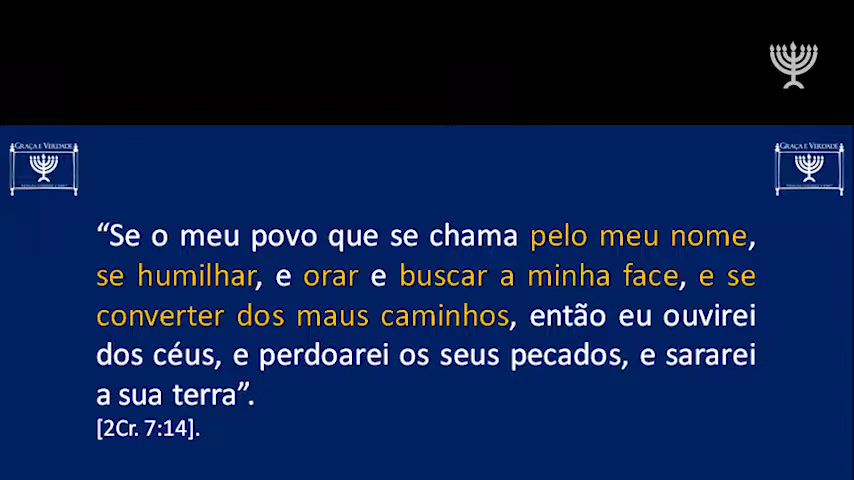 GRAÇA E VERDADE
GRAÇA E VERDADE
“Se o meu povo que se chama pelo meu nome,
se humilhar, e orar e buscar a minha face, e se
converter dos maus caminhos, então eu ouvirei
dos céus, e perdoarei os seus pecados, e sararei
a sua terra”.
[2Cr. 7:14].